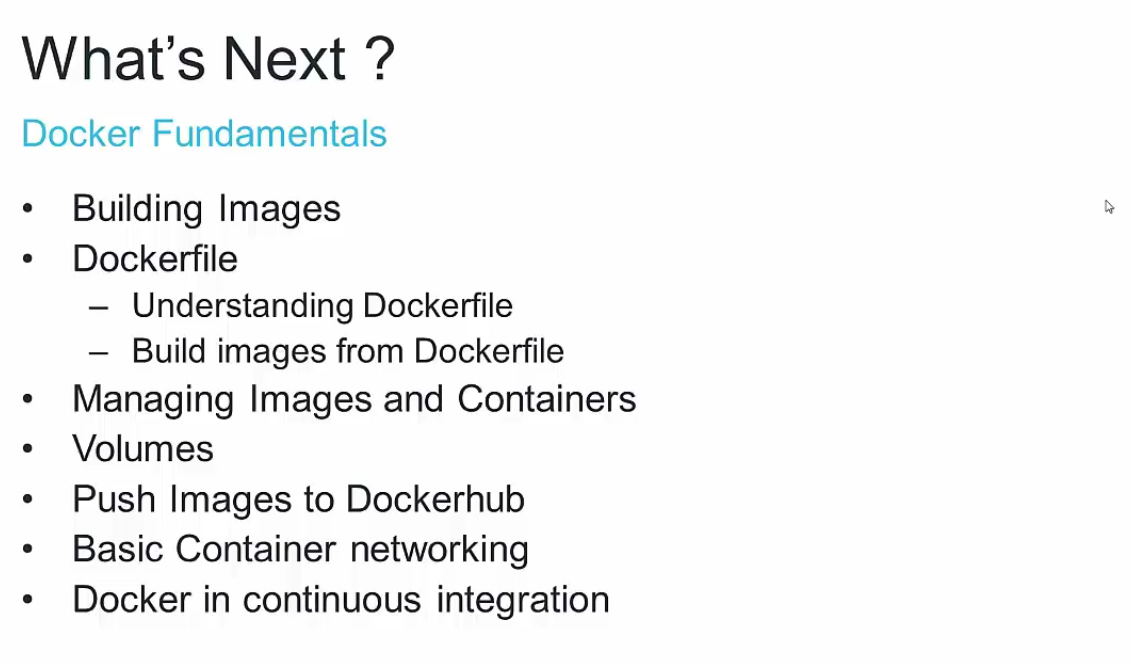 What’s Next ?
Docker Fundamentals
• Building Images
• Dockerfile
– Understanding Dockerfile
– Build images from Dockerfile
• Managing Images and Containers
• Volumes
• Push Images to Dockerhub
• Basic Container networking
• Docker in continuous integration